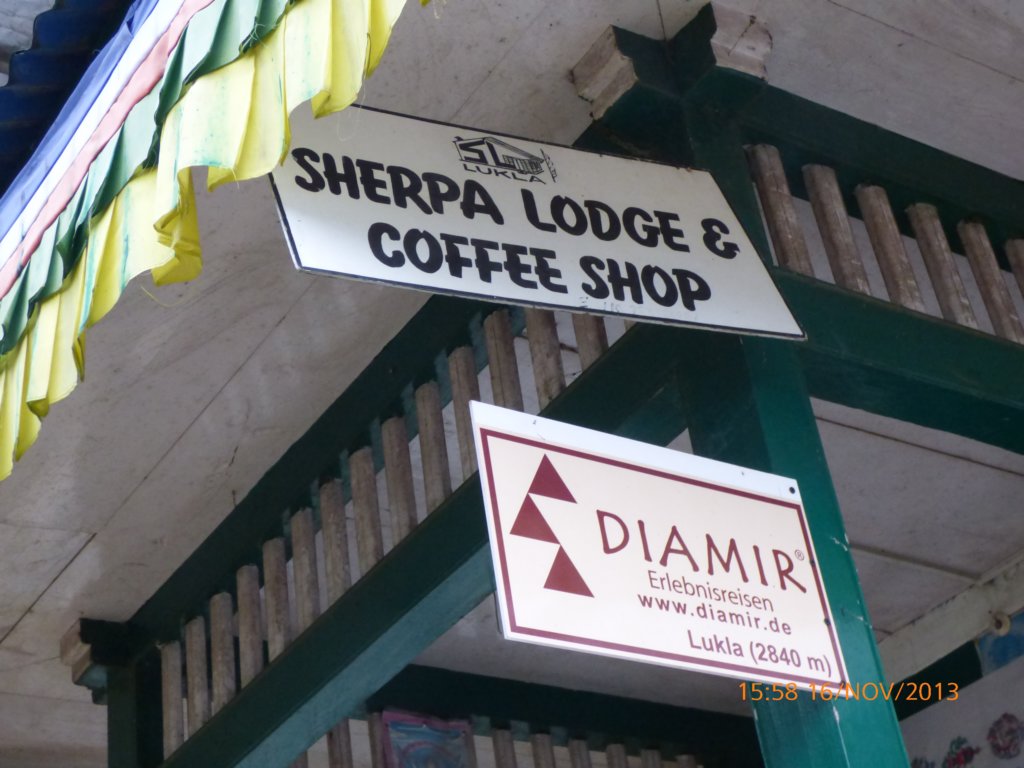 SL
LUKLA
SHERPA LODGE &
COFFEE SHOP
DIAMIR®
Erlebnisreisen
www.diamir.de
Lukla (2840 m)
15:58 16/NOV/2013